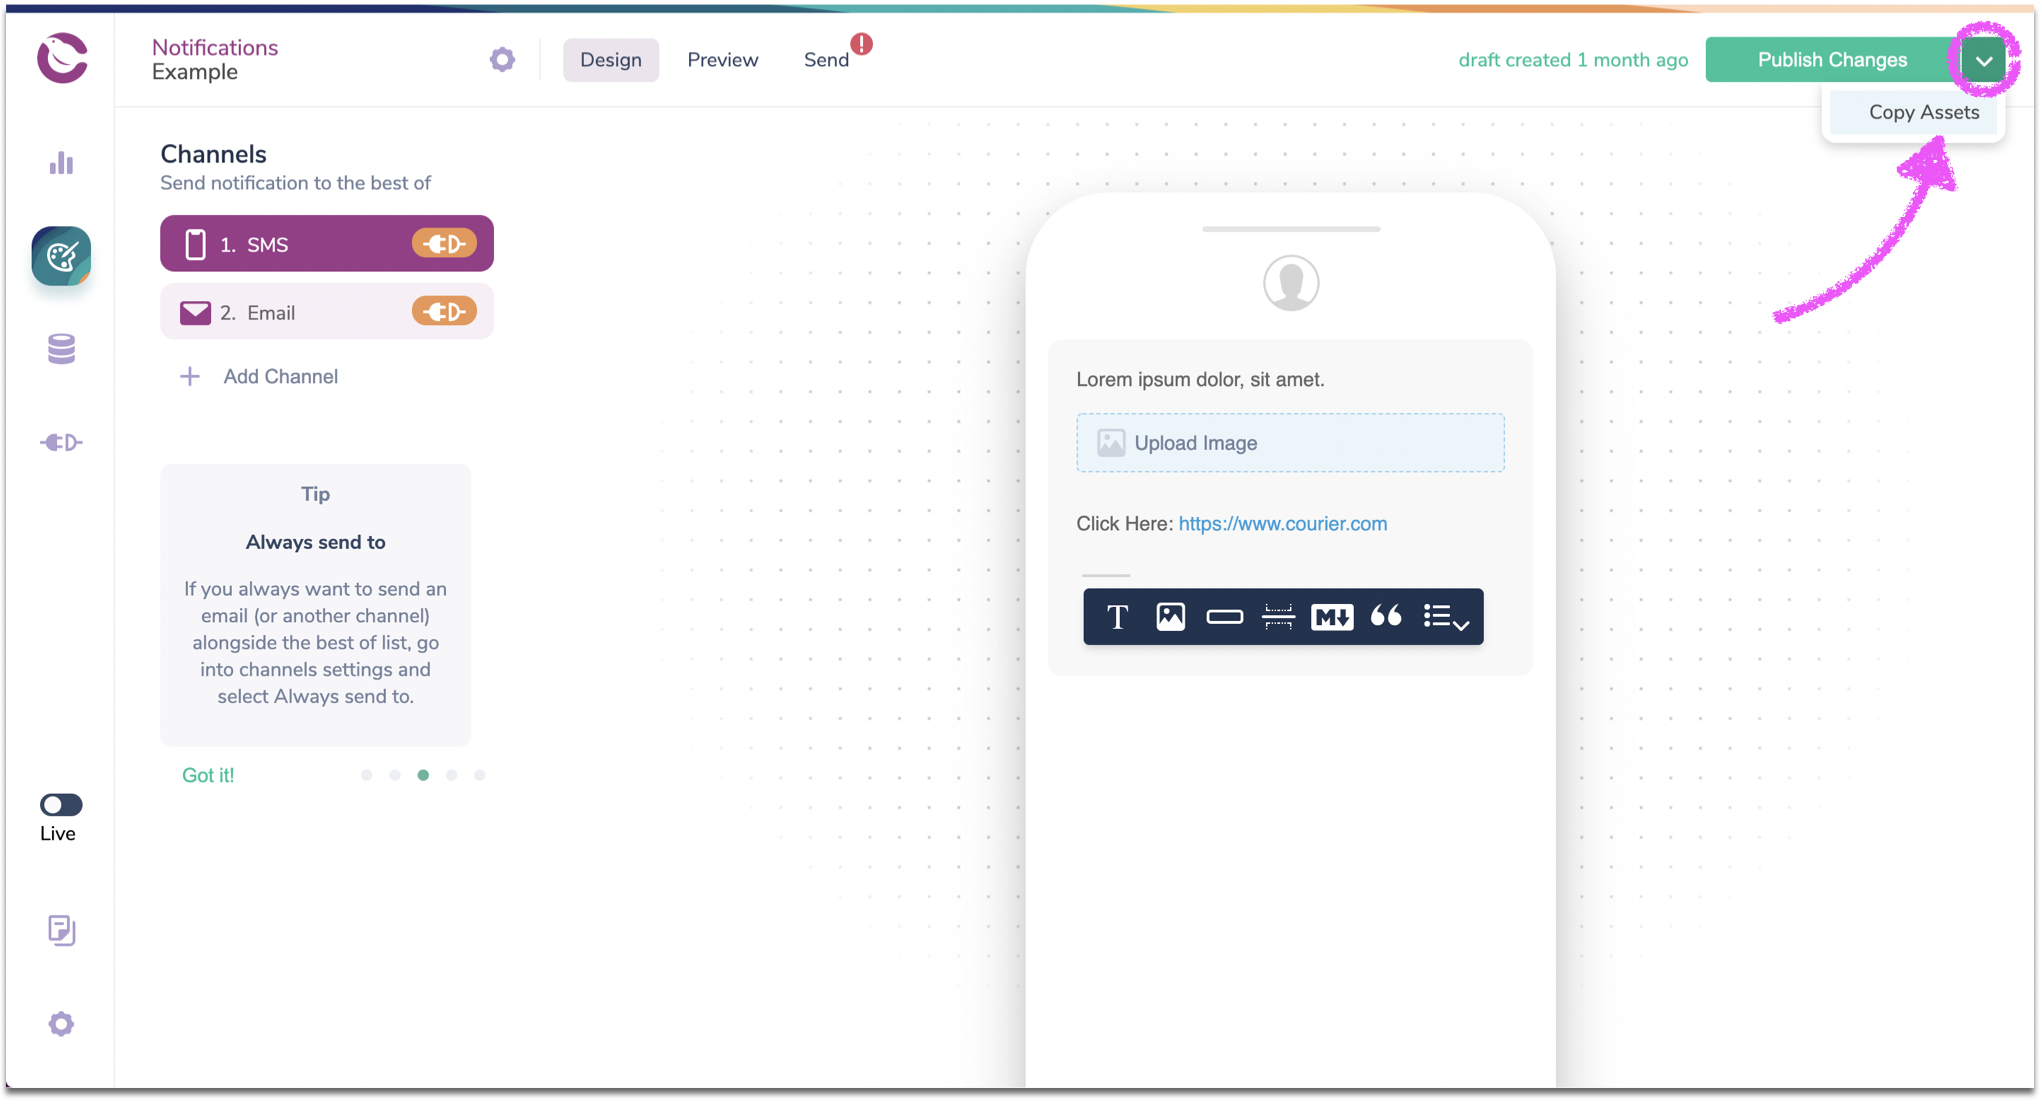 Notifications
Example
Design
Preview
Send
!
draft created 1 month ago
Publish Changes
Copy Assets
Channels
Send notification to the best of
1. SMS
2. Email
Add Channel
Tip
Always send to
If you always want to send an
email (or another channel)
alongside the best of list, go
into channels settings and
select Always send to.
Got it!
Live
Lorem ipsum dolor, sit amet.
Upload Image
Click Here: https://www.courier.com
T
M